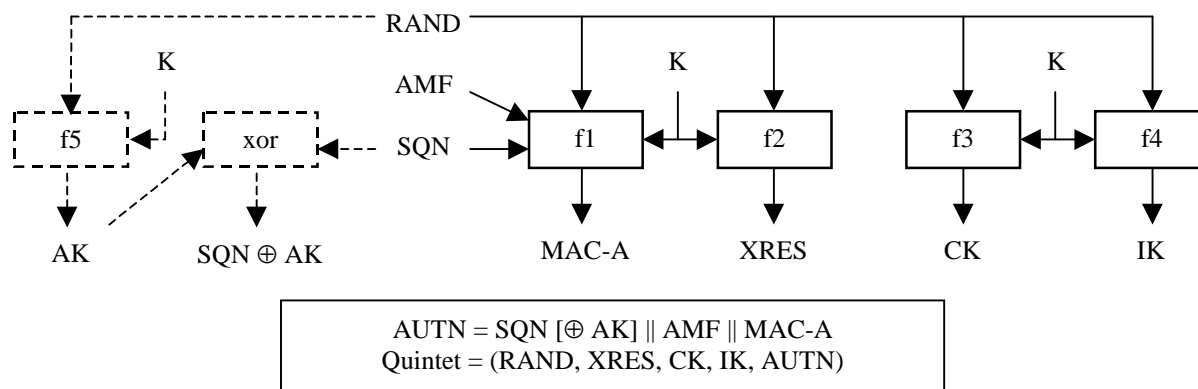 RAND
K
K
K
AMF
f5
xor
SQN
f1
f2
f3
f4
AK
SQN ⊕ AK
MAC-A
XRES
CK
IK
AUTN = SQN [⊕ AK] || AMF || MAC-A
Quintet = (RAND, XRES, CK, IK, AUTN)